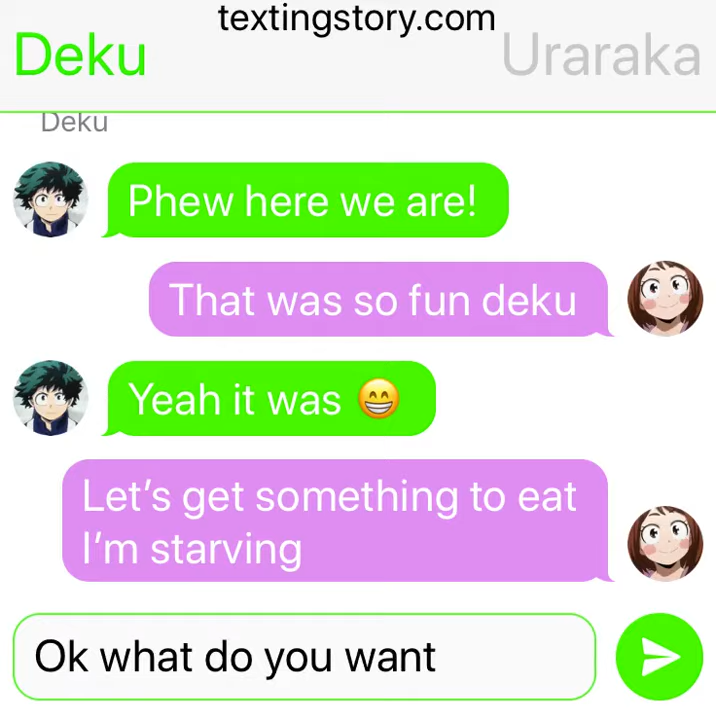 textingstory.com
Deku
Uraraka
Deku
Phew here we are!
That was so fun deku
Yeah it was 😁
Let's get something to eat
I'm starving
Ok what do you want